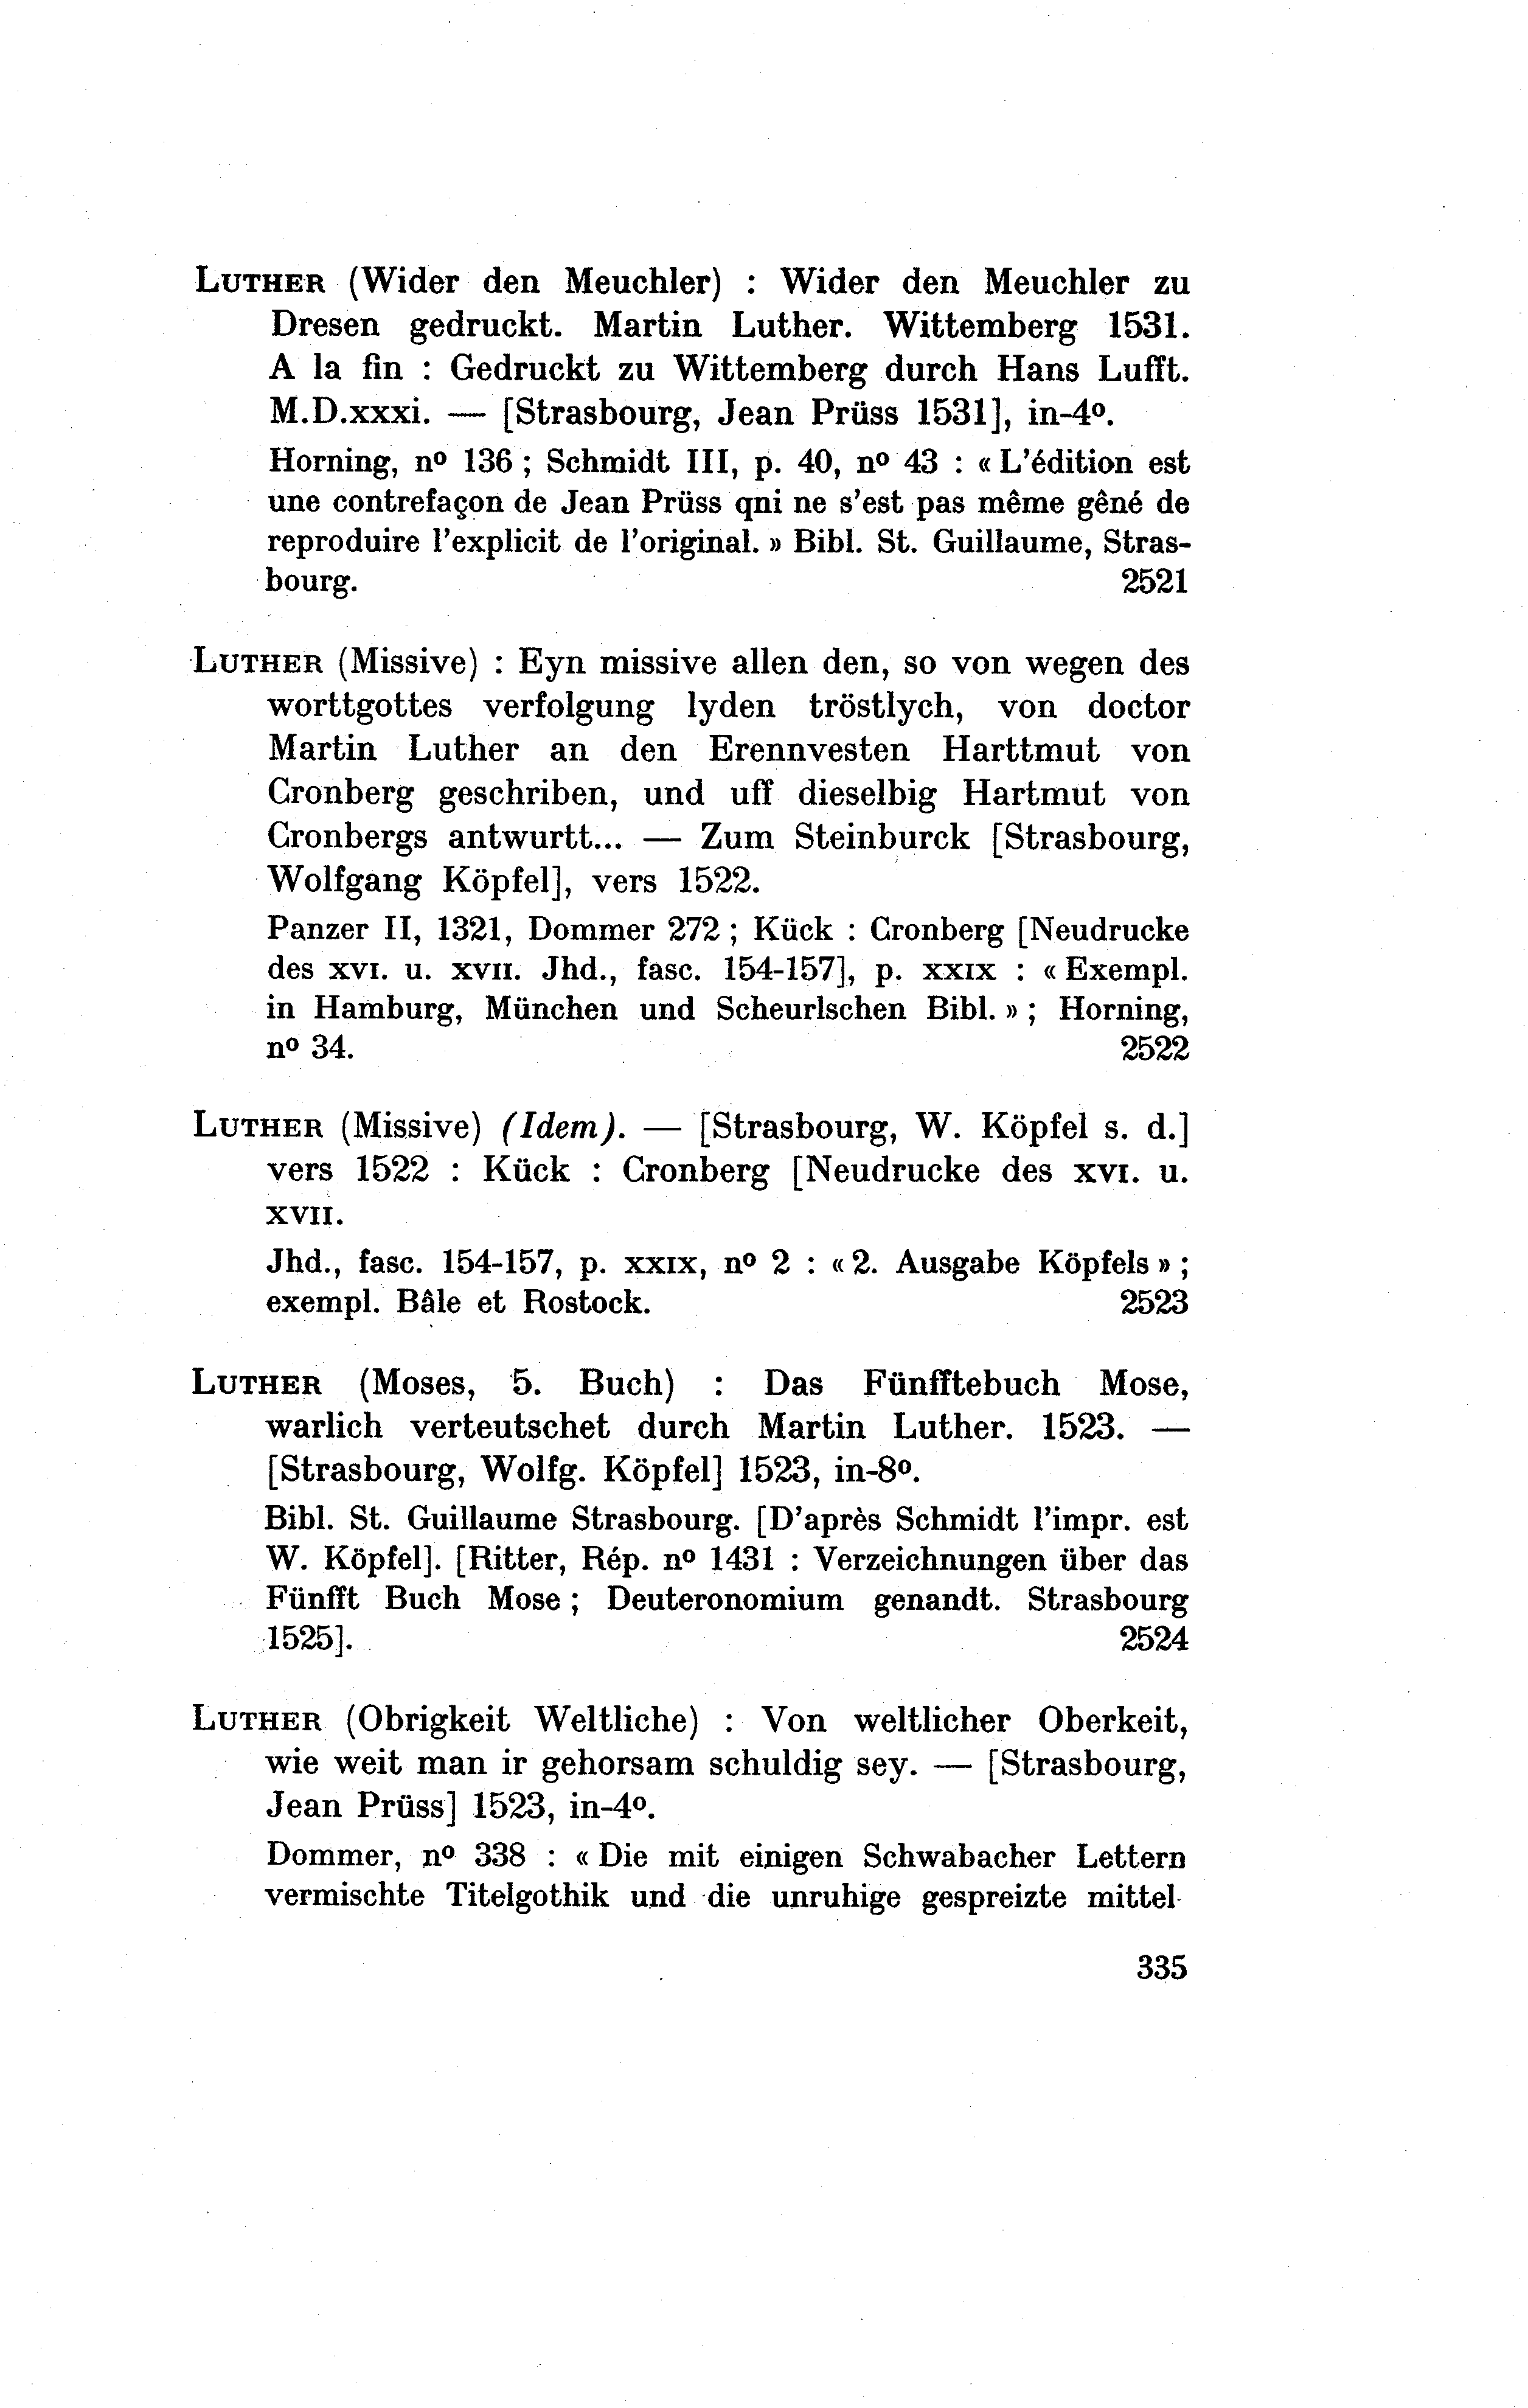 LUTHER (Wider den Meuchler) : Wider den Meuchler zu
Dresen gedruckt. Martin Luther. Wittemberg 1531.
A la fin : Gedruckt zu Wittemberg durch Hans Lufft.
M.D.xxxi. — [Strasbourg, Jean Prüss 1531], in-4º.
Horning, nº 136 ; Schmidt III, p. 40, nº 43 : « L'édition est
une contrefaçon de Jean Prüss qni ne s'est pas même gêné de
reproduire l'explicit de l'original. » Bibl. St. Guillaume, Stras-
bourg. 2521
LUTHER (Missive) : Eyn missive allen den, so von wegen des
worttgottes verfolgung lyden tröstlych, von doctor
Martin Luther an den Erennvesten Harttmut von
Cronberg geschriben, und uff dieselbig Hartmut von
Cronbergs antwurtt... — Zum Steinburck [Strasbourg,
Wolfgang Köpfel], vers 1522.
Panzer II, 1321, Dommer 272 ; Kück : Cronberg [Neudrucke
des XVI. u. XVII. Jhd., fasc. 154-157], p. XXIX : « Exempl.
in Hamburg, München und Scheurlschen Bibl. » ; Horning,
nº 34. 2522
LUTHER (Missive) (Idem). — [Strasbourg, W. Köpfel s. d.]
vers 1522 : Kück : Cronberg [Neudrucke des XVI. u.
XVII.
Jhd., fasc. 154-157, p. XXIX, nº 2 : « 2. Ausgabe Köpfels » ;
exempl. Bâle et Rostock. 2523
LUTHER (Moses, 5. Buch) : Das Fünfftebuch Mose,
warlich verteutschet durch Martin Luther. 1523. —
[Strasbourg, Wolfg. Köpfel] 1523, in-8º.
Bibl. St. Guillaume Strasbourg. [D'après Schmidt l'impr. est
W. Köpfel]. [Ritter, Rép. nº 1431 : Verzeichnungen über das
Fünfft Buch Mose ; Deuteronomium genandt. Strasbourg
1525]. 2524
LUTHER (Obrigkeit Weltliche) : Von weltlicher Oberkeit,
wie weit man ir gehorsam schuldig sey. — [Strasbourg,
Jean Prüss] 1523, in-4º.
Dommer, nº 338 : « Die mit einigen Schwabacher Lettern
vermischte Titelgothik und die unruhige gespreizte mittel-
335